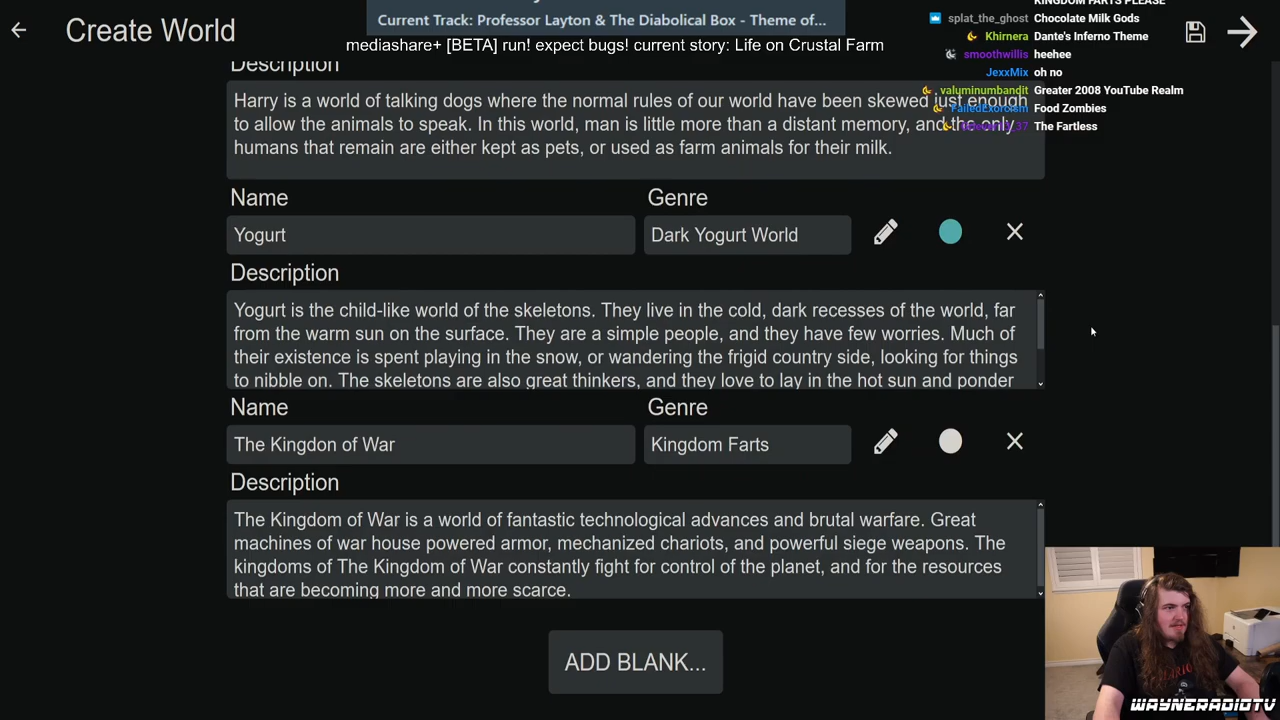 KINGDOM FARTS PLEASE
Create World
Current Track: Professor Layton & The Diabolical Box - Theme of...
mediashare+ [BETA] run! expect bugs! current story: Life on Crustal Farm
splat_the_ghost Chocolate Milk Gods
Khirnera Dante's Inferno Theme
smoothwillis heehee
JexxMix oh no
valuminumbandit Greater 2008 YouTube Realm
FailedExorcism Food Zombies
The Fartless
Description
Harry is a world of talking dogs where the normal rules of our world have been skewed just enough
to allow the animals to speak. In this world, man is little more than a distant memory, and the only
humans that remain are either kept as pets, or used as farm animals for their milk.
Name Genre
Yogurt Dark Yogurt World
Description
Yogurt is the child-like world of the skeletons. They live in the cold, dark recesses of the world, far
from the warm sun on the surface. They are a simple people, and they have few worries. Much of
their existence is spent playing in the snow, or wandering the frigid country side, looking for things
to nibble on. The skeletons are also great thinkers, and they love to lay in the hot sun and ponder
Name Genre
The Kingdon of War Kingdom Farts
Description
The Kingdom of War is a world of fantastic technological advances and brutal warfare. Great
machines of war house powered armor, mechanized chariots, and powerful siege weapons. The
kingdoms of The Kingdom of War constantly fight for control of the planet, and for the resources
that are becoming more and more scarce.
ADD BLANK...
WAYNERADIOTV